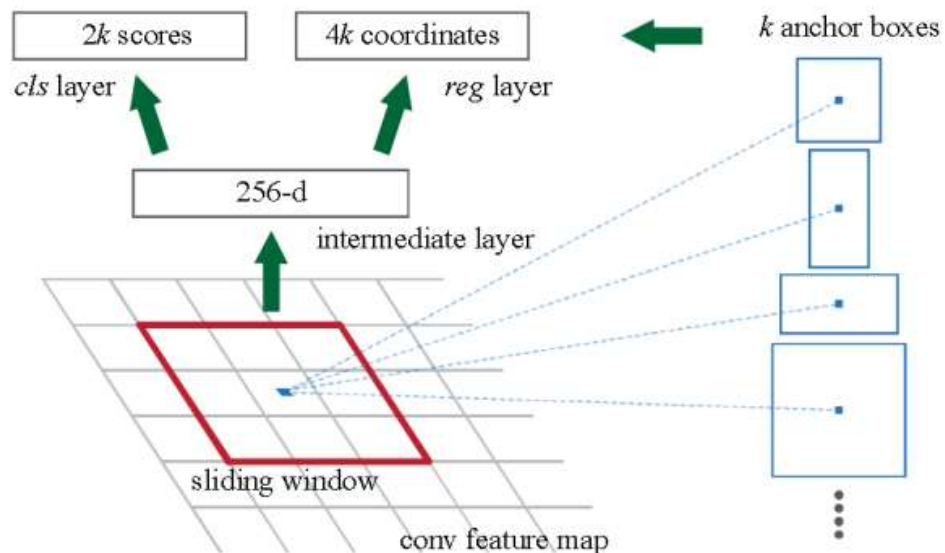 2k scores
4k coordinates
k anchor boxes
cls layer
reg layer
256-d
intermediate layer
sliding window
conv feature map